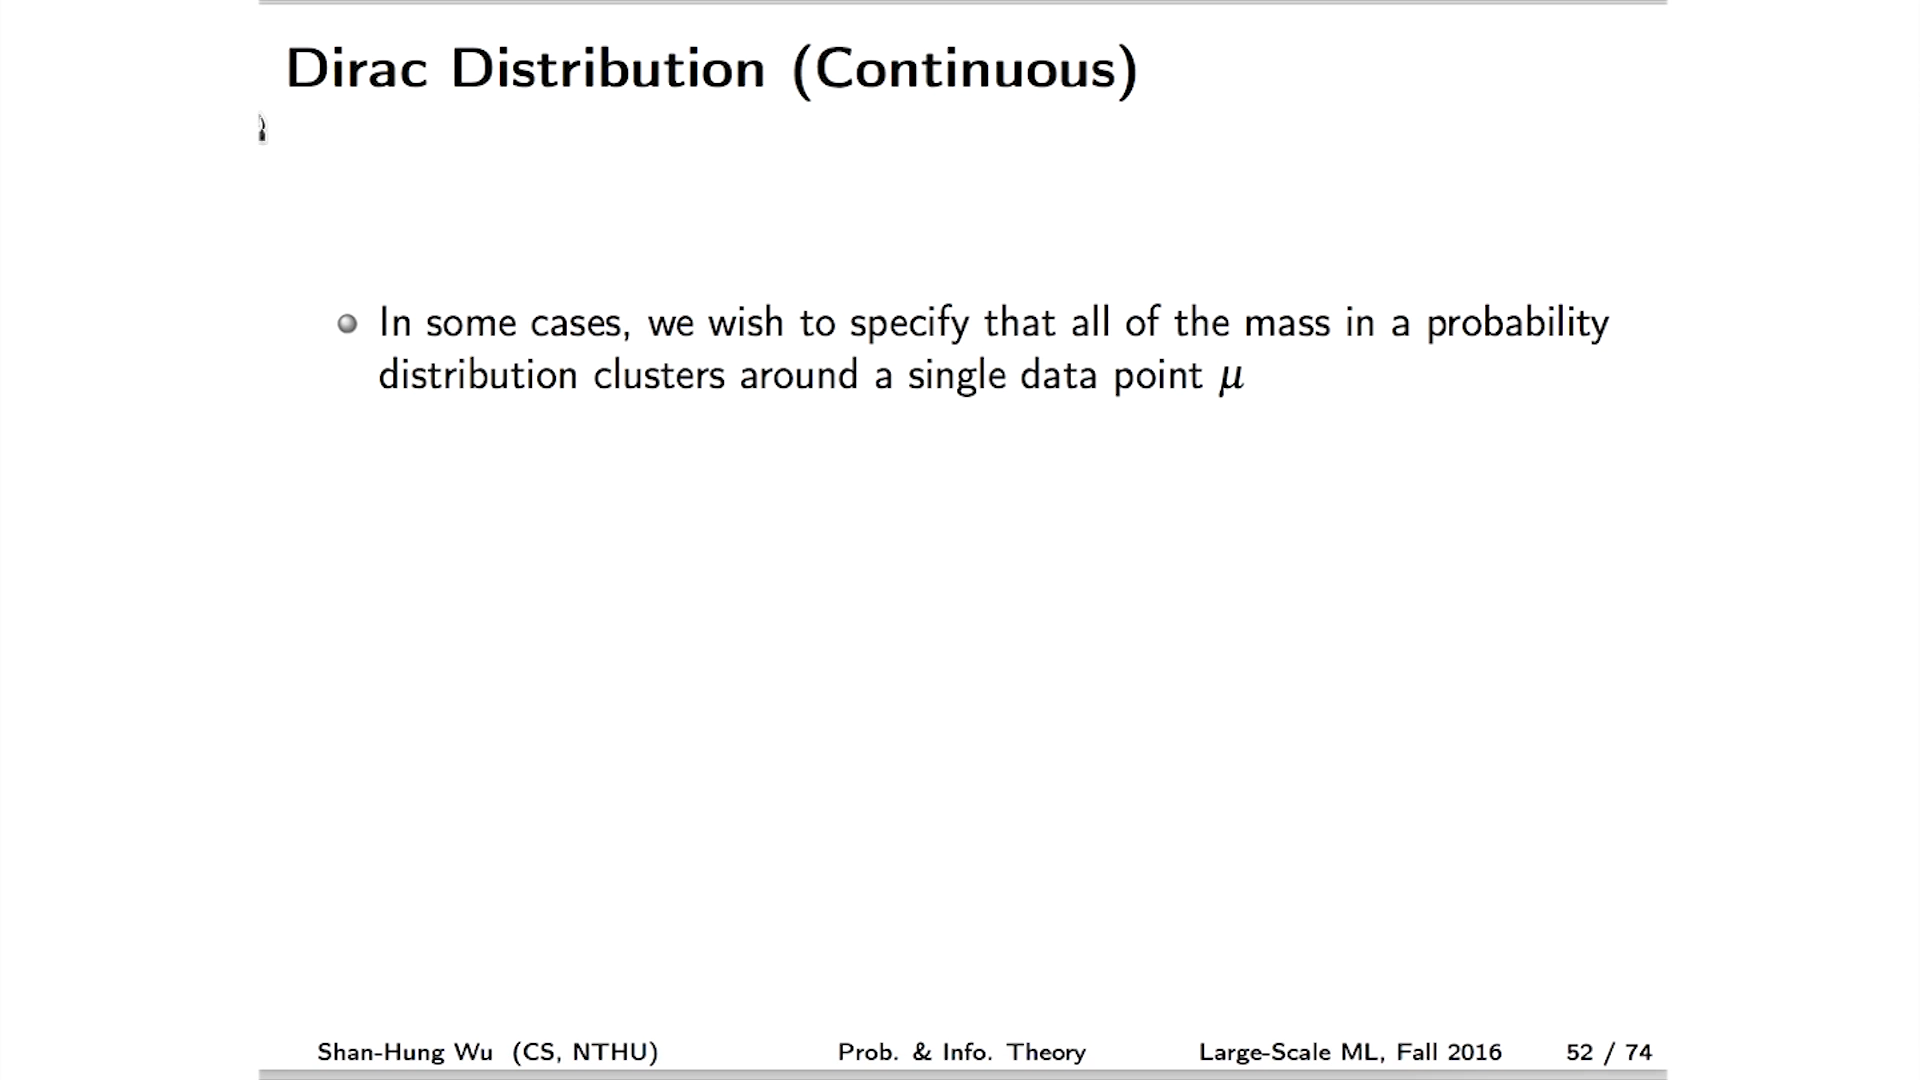 Dirac Distribution (Continuous)
In some cases, we wish to specify that all of the mass in a probability
distribution clusters around a single data point μ
Shan-Hung Wu (CS, NTHU) Prob. & Info. Theory Large-Scale ML, Fall 2016 52 / 74